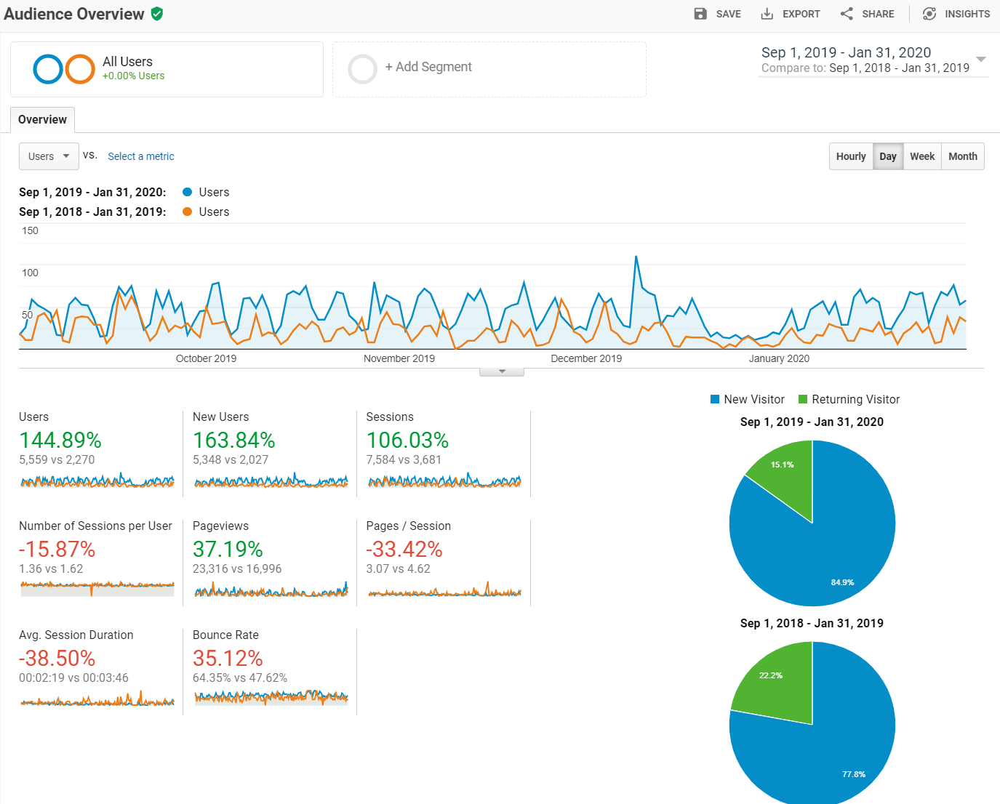 Audience Overview
SAVE
EXPORT
SHARE
INSIGHTS
All Users
+0.00% Users
+ Add Segment
Sep 1, 2019 - Jan 31, 2020
Compare to: Sep 1, 2018 - Jan 31, 2019
Overview
Users
VS.
Select a metric
Hourly
Day
Week
Month
Sep 1, 2019 - Jan 31, 2020:
Users
Sep 1, 2018 - Jan 31, 2019:
Users
150
100
50
October 2019
November 2019
December 2019
January 2020
New Visitor
Returning Visitor
Users
144.89%
5,559 vs 2,270
New Users
163.84%
5,348 vs 2,027
Sessions
106.03%
7,584 vs 3,681
Number of Sessions per User
-15.87%
1.36 vs 1.62
Pageviews
37.19%
23,316 vs 16,996
Pages / Session
-33.42%
3.07 vs 4.62
Avg. Session Duration
-38.50%
00:02:19 vs 00:03:46
Bounce Rate
35.12%
64.35% vs 47.62%
Sep 1, 2019 - Jan 31, 2020
15.1%
84.9%
Sep 1, 2018 - Jan 31, 2019
22.2%
77.8%